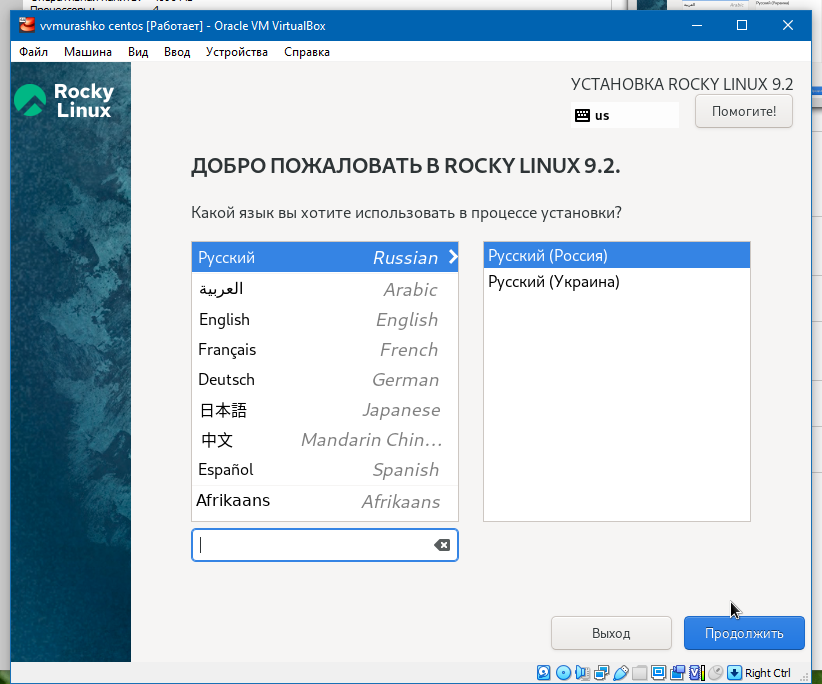 vvmurashko centos [Работает] - Oracle VM VirtualBox
Файл Машина Вид Ввод Устройства Справка
Rocky
Linux
УСТАНОВКА ROCKY LINUX 9.2
us
Помогите!
ДОБРО ПОЖАЛОВАТЬ В ROCKY LINUX 9.2.
Какой язык вы хотите использовать в процессе установки?
Русский Russian
العربية Arabic
English English
Français French
Deutsch German
日本語 Japanese
中文 Mandarin Chin...
Español Spanish
Afrikaans Afrikaans
Русский (Россия)
Русский (Украина)
Выход
Продолжить
Right Ctrl